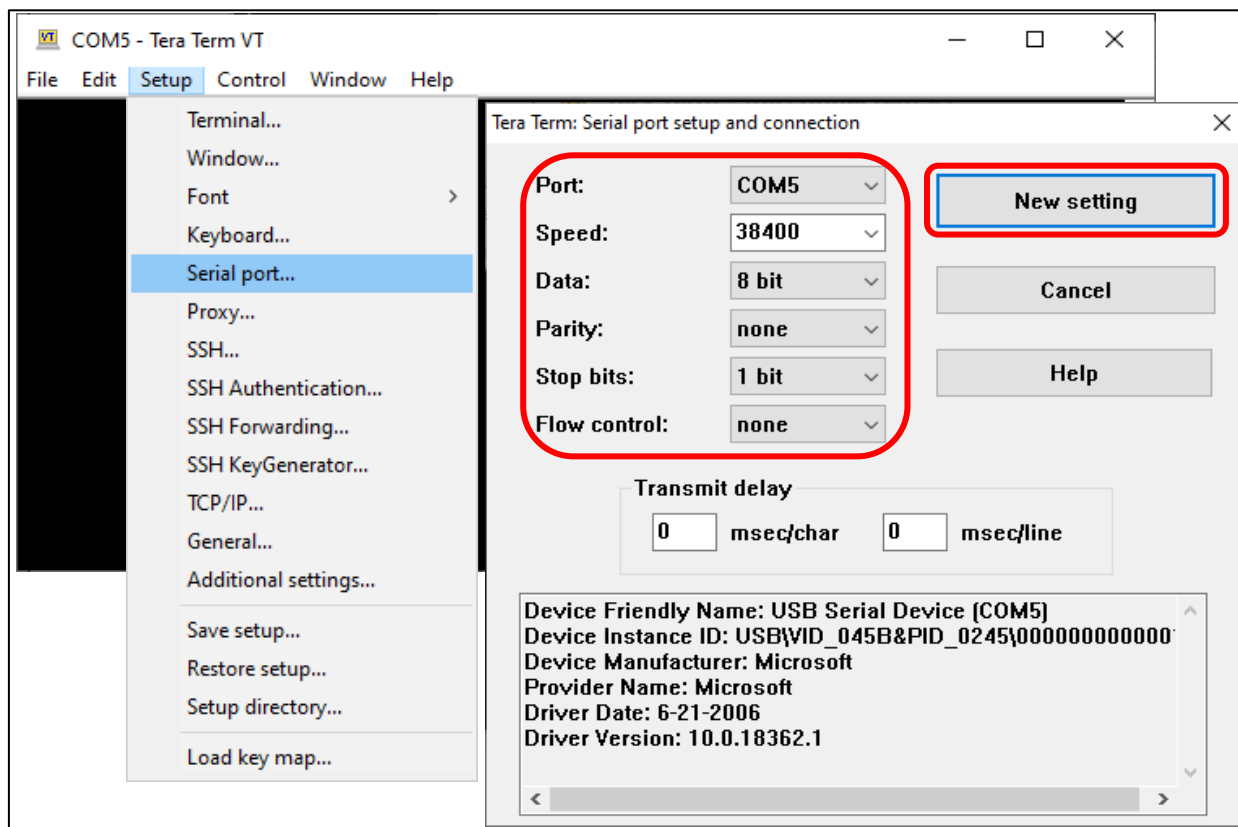 COM5 - Tera Term VT
File Edit Setup Control Window Help
Terminal...
Window...
Font
Keyboard...
Serial port...
Proxy...
SSH...
SSH Authentication...
SSH Forwarding...
SSH KeyGenerator...
TCP/IP...
General...
Additional settings...
Save setup...
Restore setup...
Setup directory...
Load key map...
Tera Term: Serial port setup and connection
Port: COM5
Speed: 38400
Data: 8 bit
Parity: none
Stop bits: 1 bit
Flow control: none
New setting
Cancel
Help
Transmit delay
0 msec/char 0 msec/line
Device Friendly Name: USB Serial Device (COM5)
Device Instance ID: USB\VID_045B&PID_0245\000000000000
Device Manufacturer: Microsoft
Provider Name: Microsoft
Driver Date: 6-21-2006
Driver Version: 10.0.18362.1